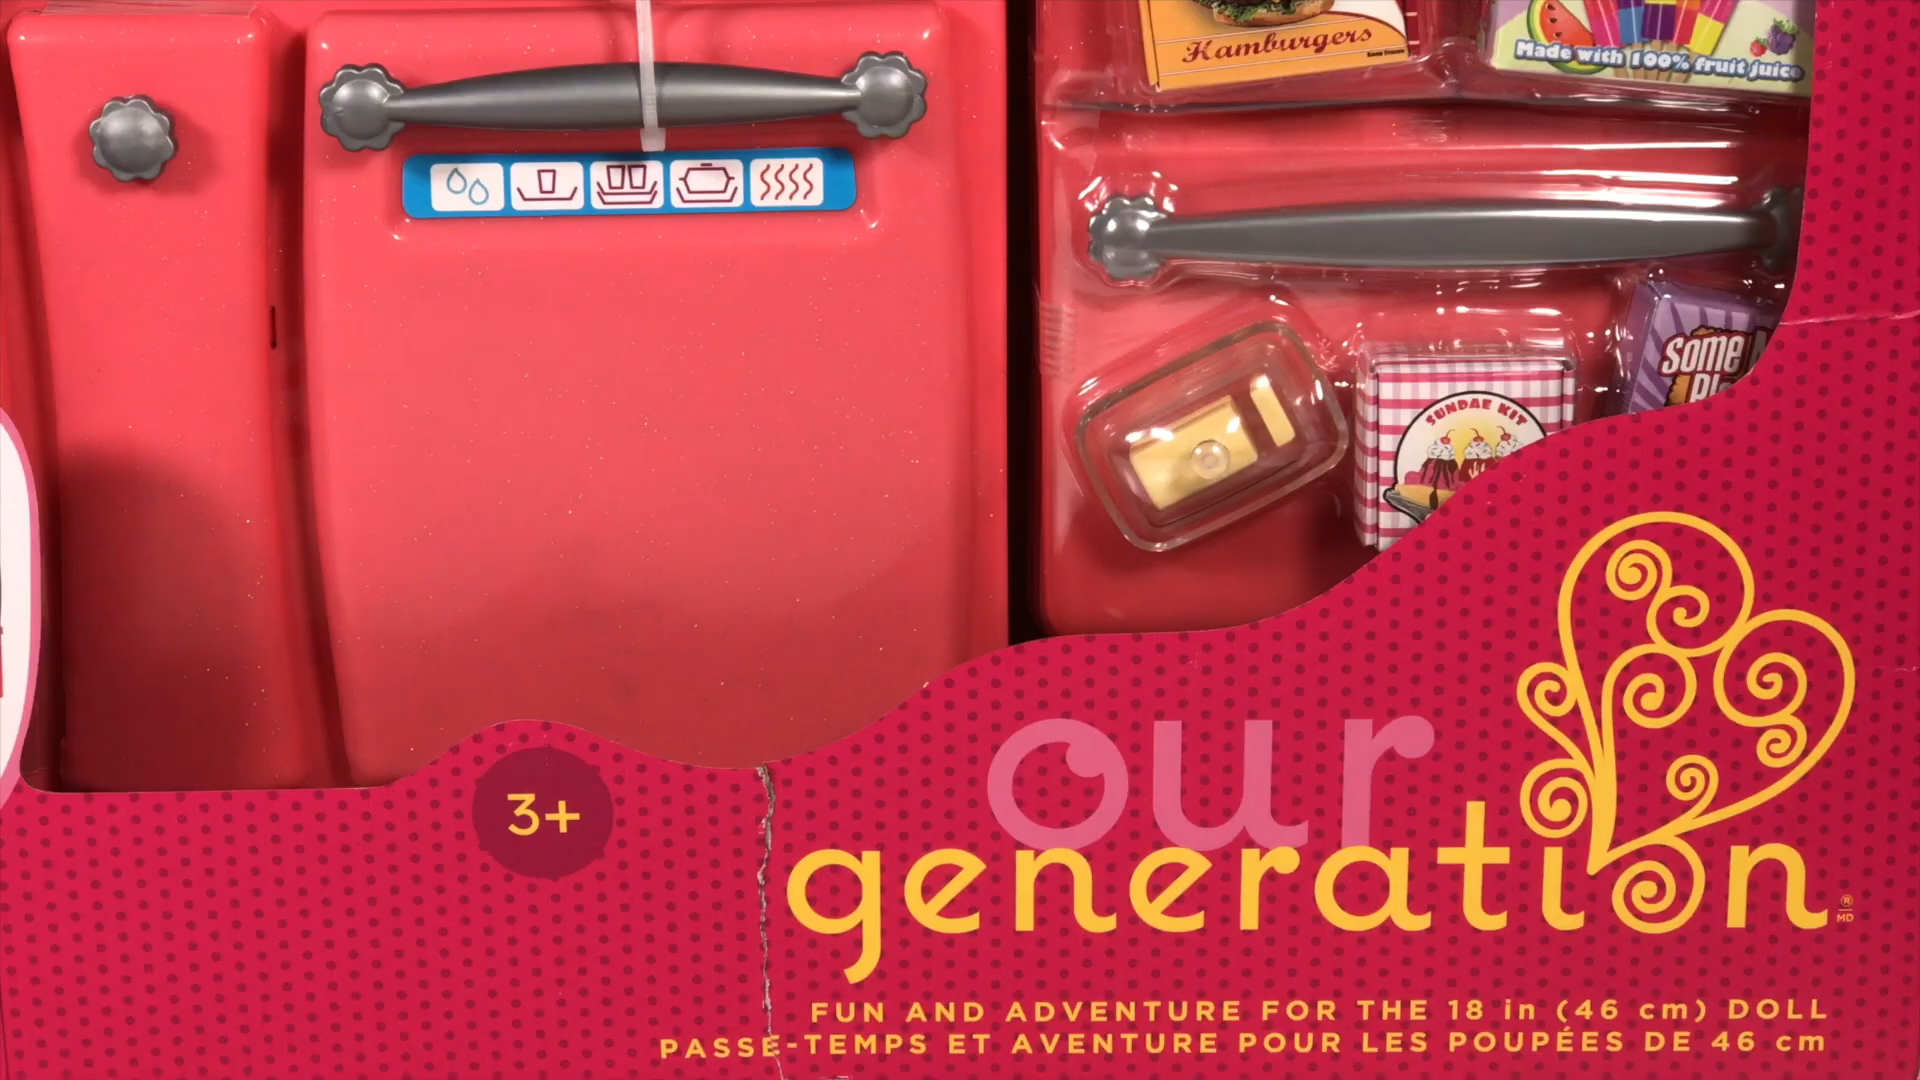 Hamburgers
Made with 100% fruit juice
SUNDAE KIT
Some
3+
our
generation
®
MD
FUN AND ADVENTURE FOR THE 18 in (46 cm) DOLL
PASSE-TEMPS ET AVENTURE POUR LES POUPÉES DE 46 cm